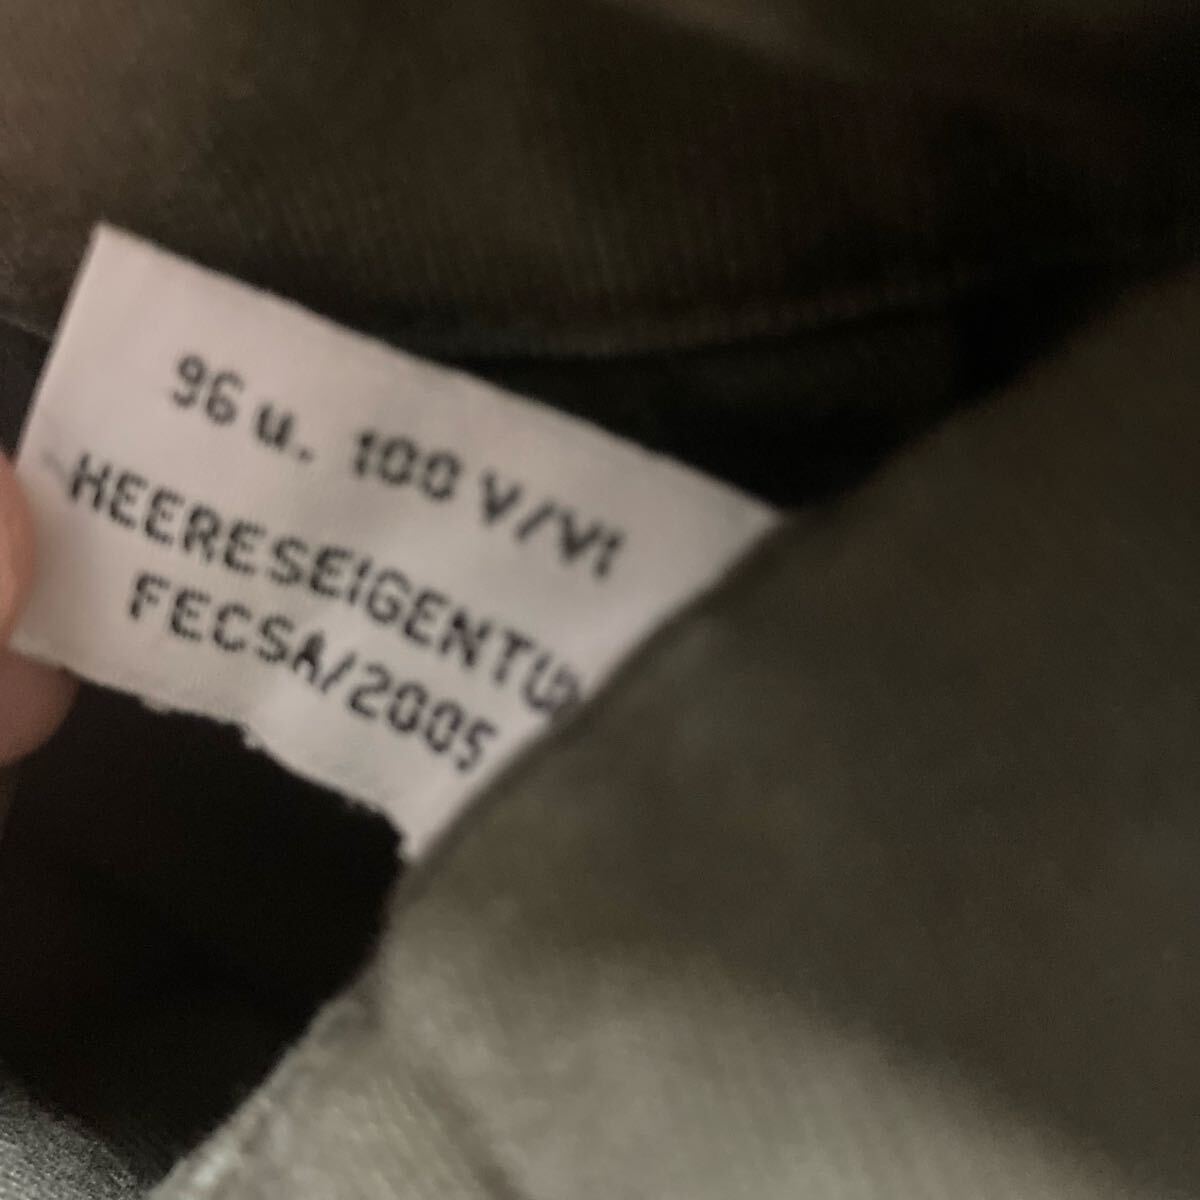 96 u. 100 V/VI
HEERESEIGENTUM
FECSA/2005